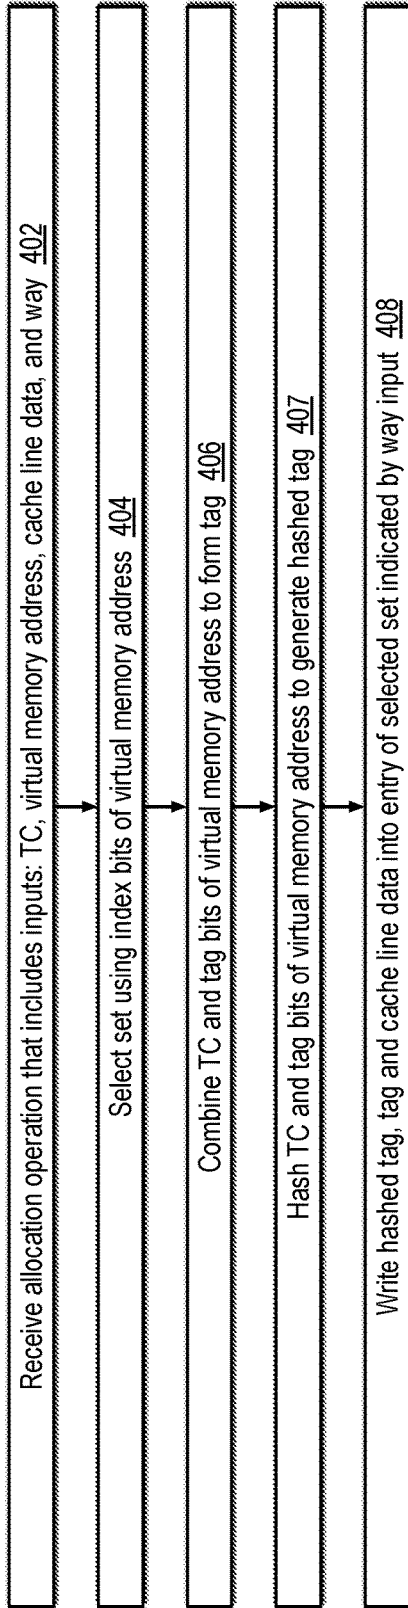 Receive allocation operation that includes inputs: TC, virtual memory address, cache line data, and way 402
Select set using index bits of virtual memory address 404
Combine TC and tag bits of virtual memory address to form tag 406
Hash TC and tag bits of virtual memory address to generate hashed tag 407
Write hashed tag, tag and cache line data into entry of selected set indicated by way input 408